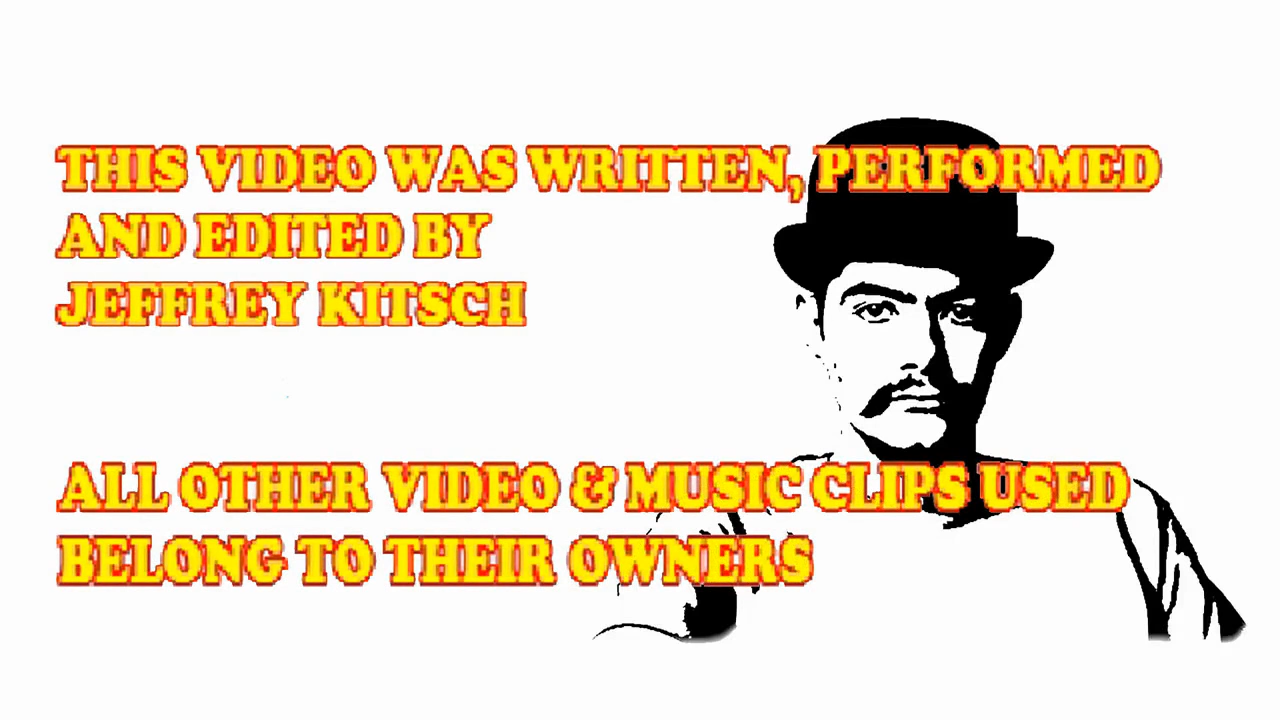 THIS VIDEO WAS WRITTEN, PERFORMED
AND EDITED BY
JEFFREY KITSCH
ALL OTHER VIDEO & MUSIC CLIPS USED
BELONG TO THEIR OWNERS